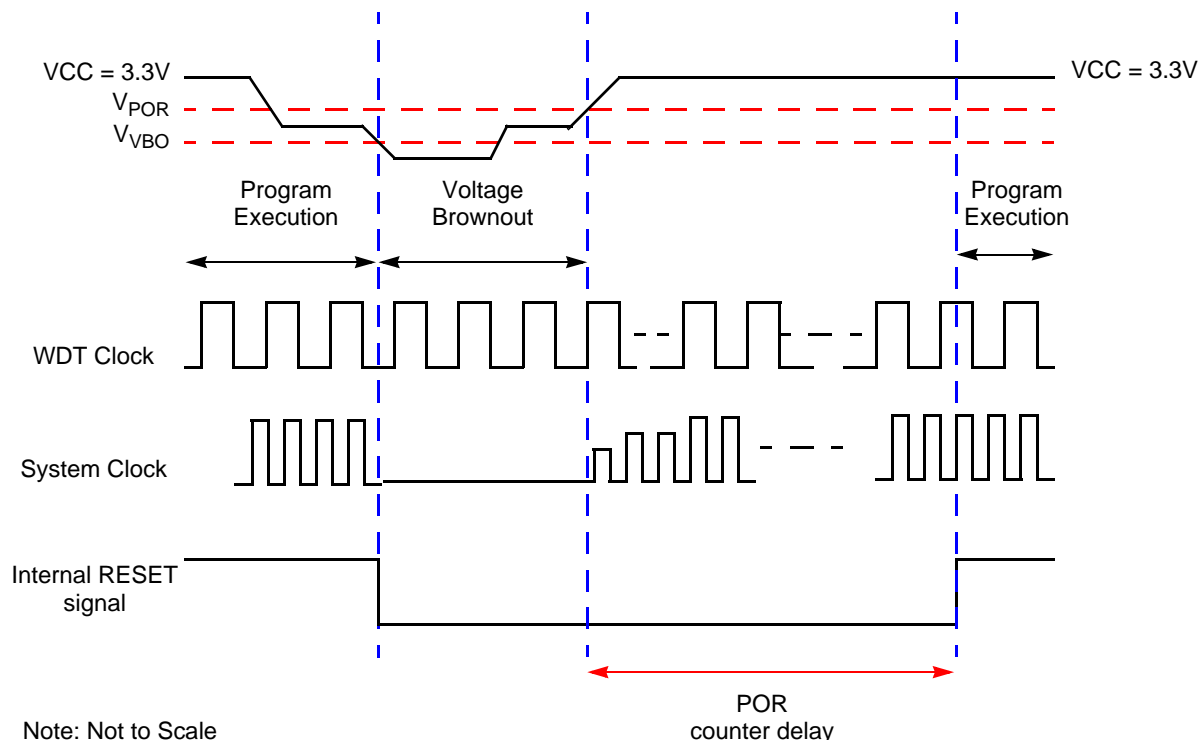 VCC = 3.3V
VCC = 3.3V
VPOR
VVBO
Program
Execution
Voltage
Brownout
Program
Execution
WDT Clock
System Clock
Internal RESET
signal
POR
counter delay
Note: Not to Scale